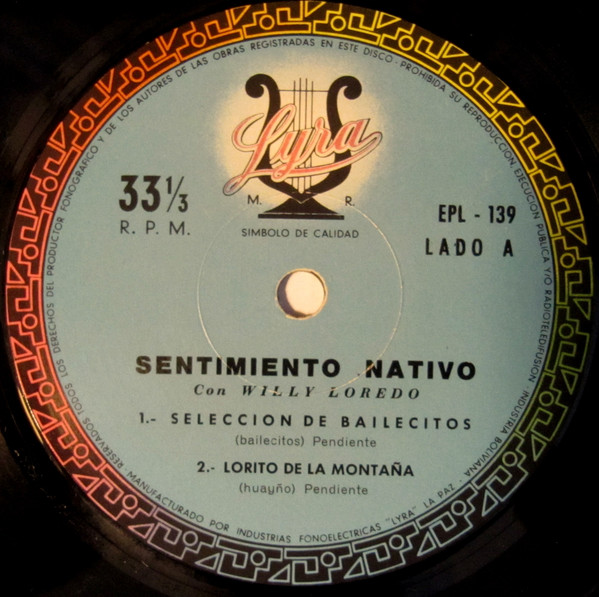 RESERVADOS TODOS LOS DERECHOS DEL PRODUCTOR FONOGRAFICO Y DE LOS AUTORES DE LAS OBRAS REGISTRADAS EN ESTE DISCO - PROHIBIDA SU REPRODUCCION, EJECUCION PUBLICA Y/O RADIOTELEDIFUSION, INDUSTRIA BOLIVIANA
Lyra
33⅓
R. P. M.
M. R.
SIMBOLO DE CALIDAD
EPL - 139
LADO A
SENTIMIENTO NATIVO
Con WILLY LOREDO
1.- SELECCION DE BAILECITOS
(bailecitos) Pendiente
2.- LORITO DE LA MONTAÑA
(huayño) Pendiente
MANUFACTURADO POR INDUSTRIAS FONOELECTRICAS "LYRA" LA PAZ -